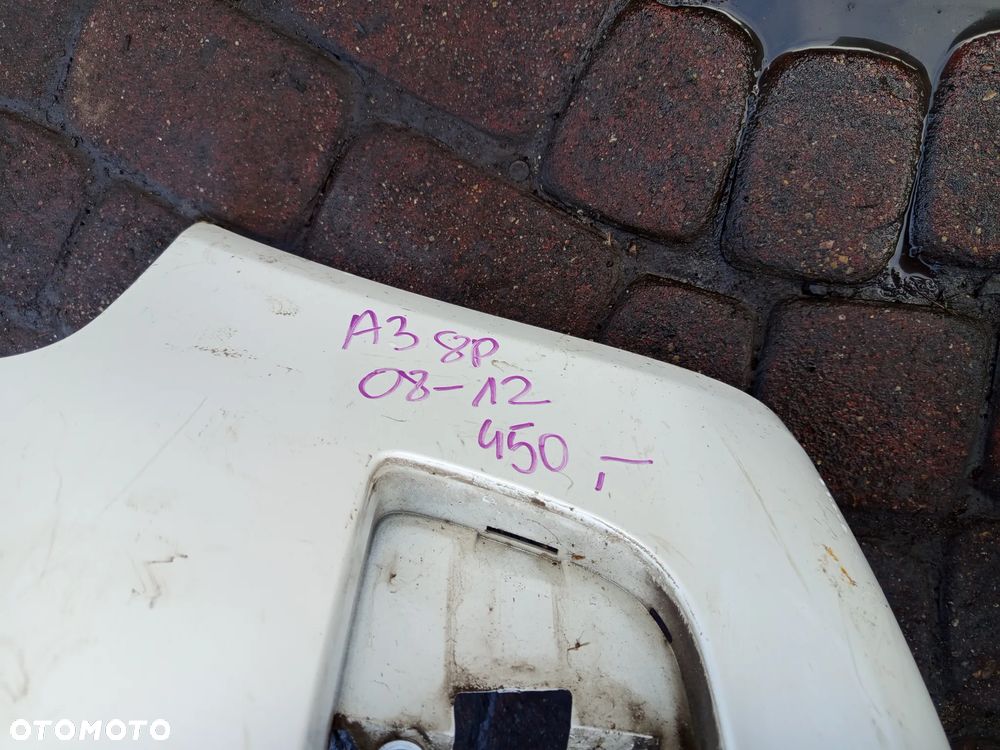 A3 8P
08-12
450,-
OTOMOTO